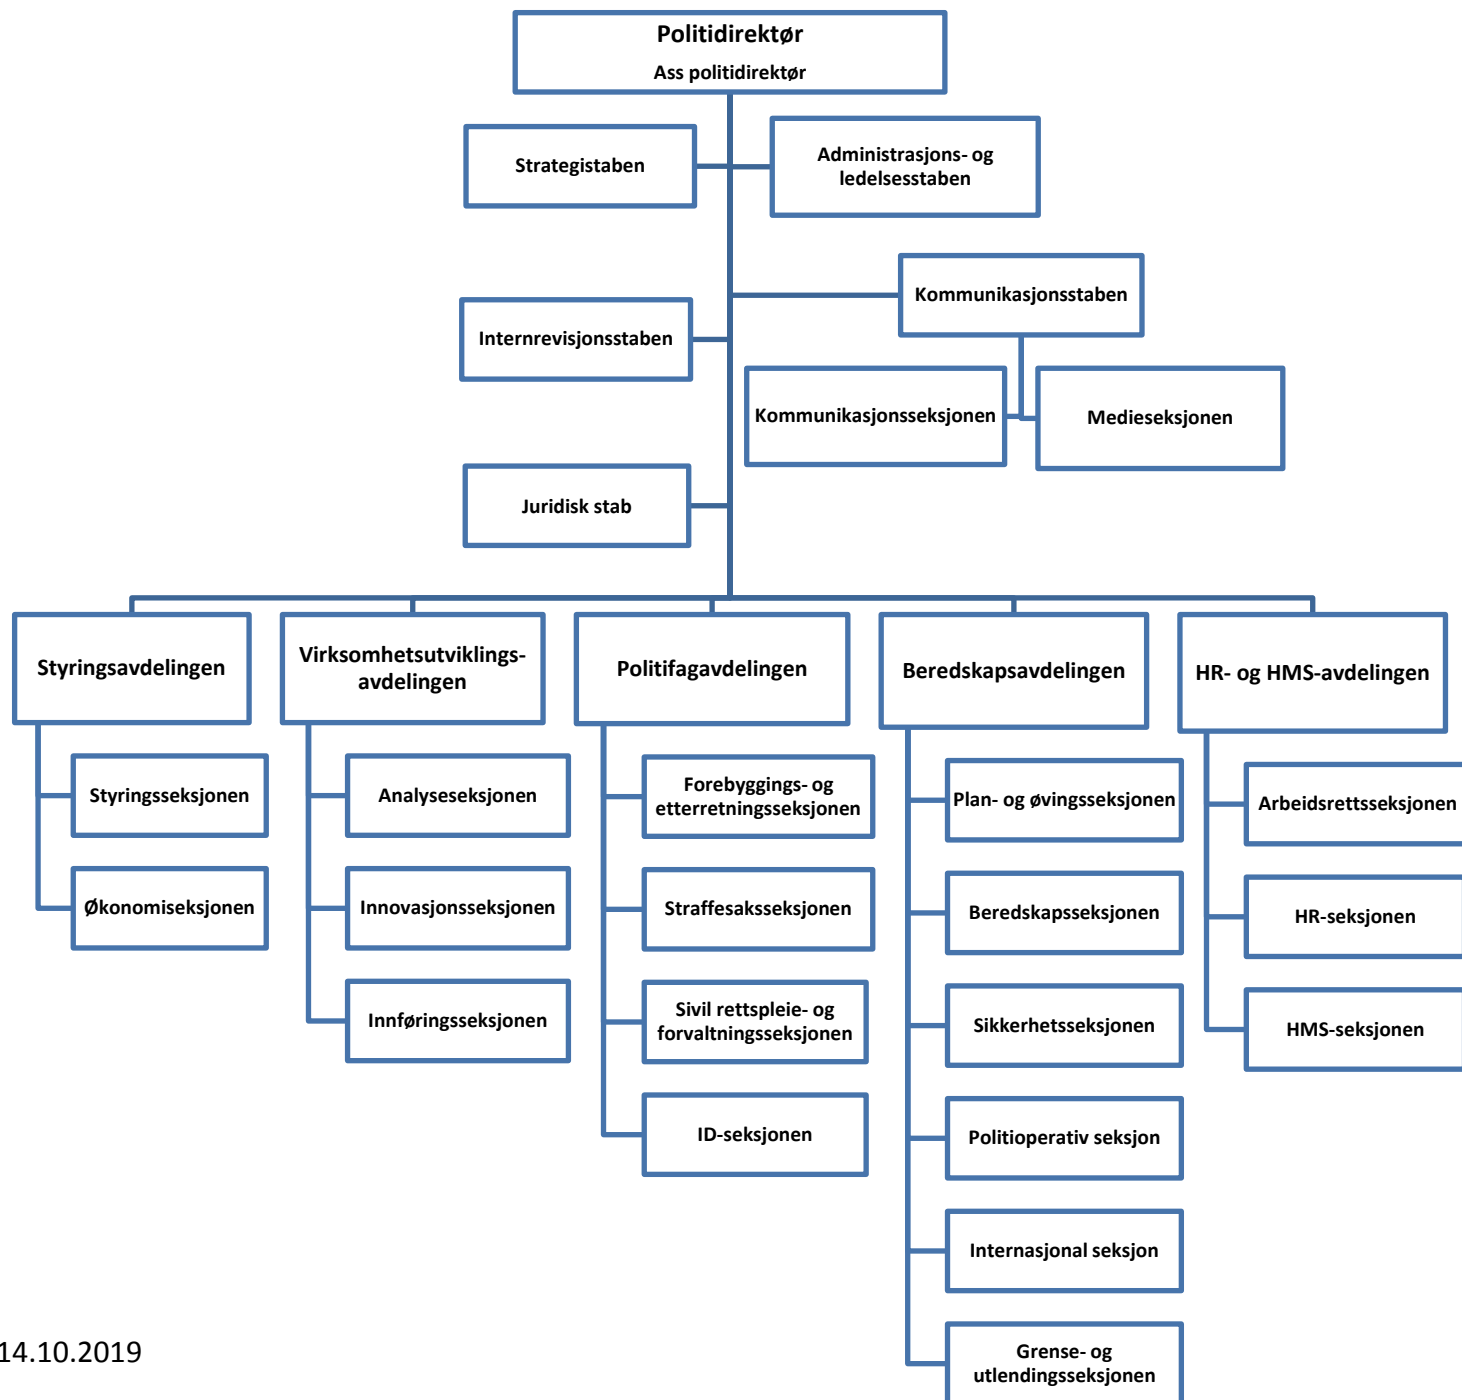 Politidirektør
Ass politidirektør
Strategistaben
Administrasjons- og
ledelsesstaben
Kommunikasjonsstaben
Internrevisjonsstaben
Kommunikasjonsseksjonen
Medieseksjonen
Juridisk stab
Styringsavdelingen
Virksomhetsutviklings-
avdelingen
Politifagavdelingen
Beredskapsavdelingen
HR- og HMS-avdelingen
Styringsseksjonen
Økonomiseksjonen
Analyseseksjonen
Innovasjonsseksjonen
Innføringsseksjonen
Forebyggings- og
etterretningsseksjonen
Straffesaksseksjonen
Sivil rettspleie- og
forvaltningsseksjonen
ID-seksjonen
Plan- og øvingsseksjonen
Beredskapsseksjonen
Sikkerhetsseksjonen
Politioperativ seksjon
Internasjonal seksjon
Grense- og
utlendingsseksjonen
Arbeidsrettsseksjonen
HR-seksjonen
HMS-seksjonen
14.10.2019